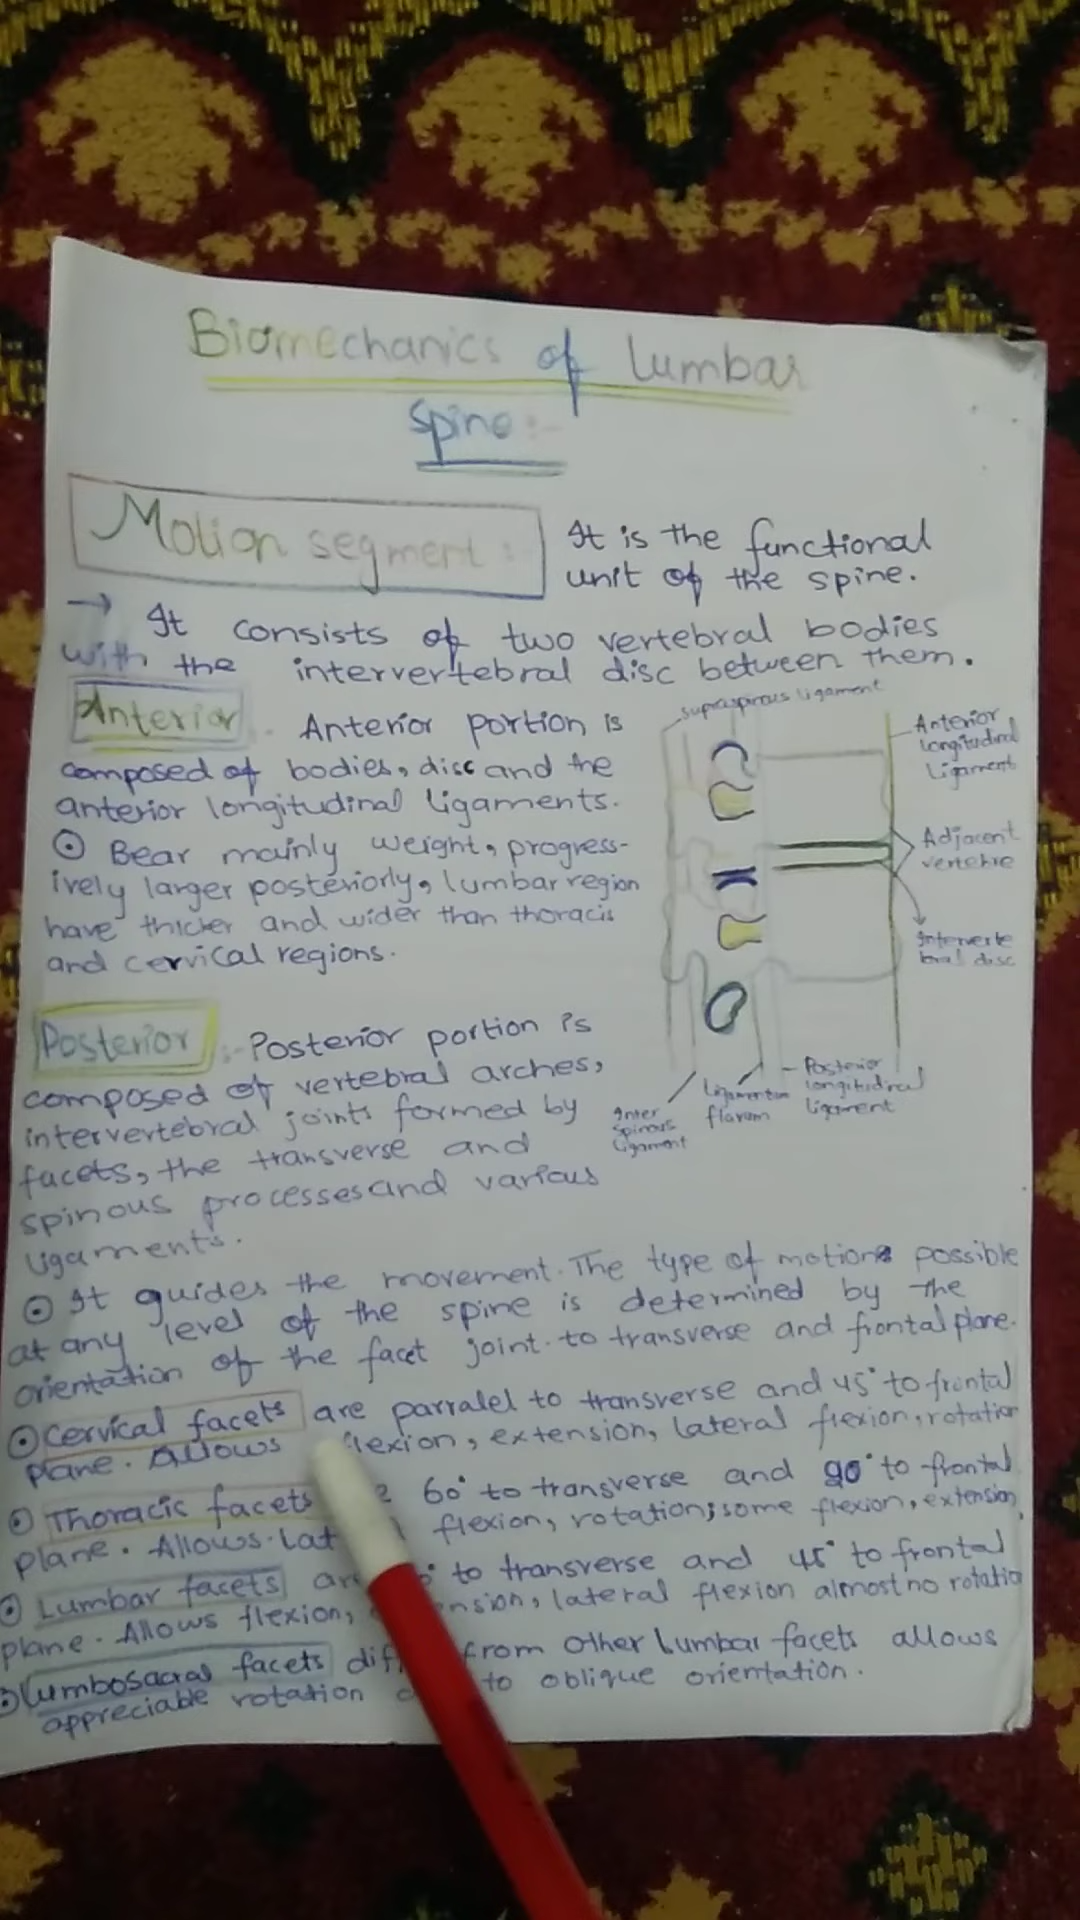 Biomechanics of Lumbar
Spine:-
Motion segment:
It is the functional
unit of the spine.
→ It consists of two vertebral bodies
with the intervertebral disc between them.
Anterior - Anterior portion is
composed of bodies, disc and the
anterior longitudinal ligaments.
⊙ Bear mainly weight, progress-
ively larger posteriorly, lumbar region
have thicker and wider than thoracis
and cervical regions.
supraspinous ligament
Anterior
longitudinal
Ligament
Adjacent
vertebre
Interverte
bral disc
Posterior
longitudinal
ligament
Ligamentum
flavum
Inter
spinous
ligament
Posterior :- Posterior portion is
composed of vertebral arches,
intervertebral joints formed by
facets, the transverse and
spinous processes and various
ligaments.
⊙ It guides the movement. The type of motions possible
at any level of the spine is determined by the
orientation of the facet joint to transverse and frontal plane.
⊙ Cervical facets are parralel to transverse and 45° to frontal
plane. Allows flexion, extension, lateral flexion, rotation
⊙ Thoracic facets 60° to transverse and 90° to frontal
plane. Allows flexion, rotation; some flexion, extension
⊙ Lumbar facets to transverse and 45° to frontal
plane. Allows flexion, lateral flexion almost no rotatio
⊙ Lumbosacral facets from other lumbar facets allows
appreciable rotation to oblique orientation.